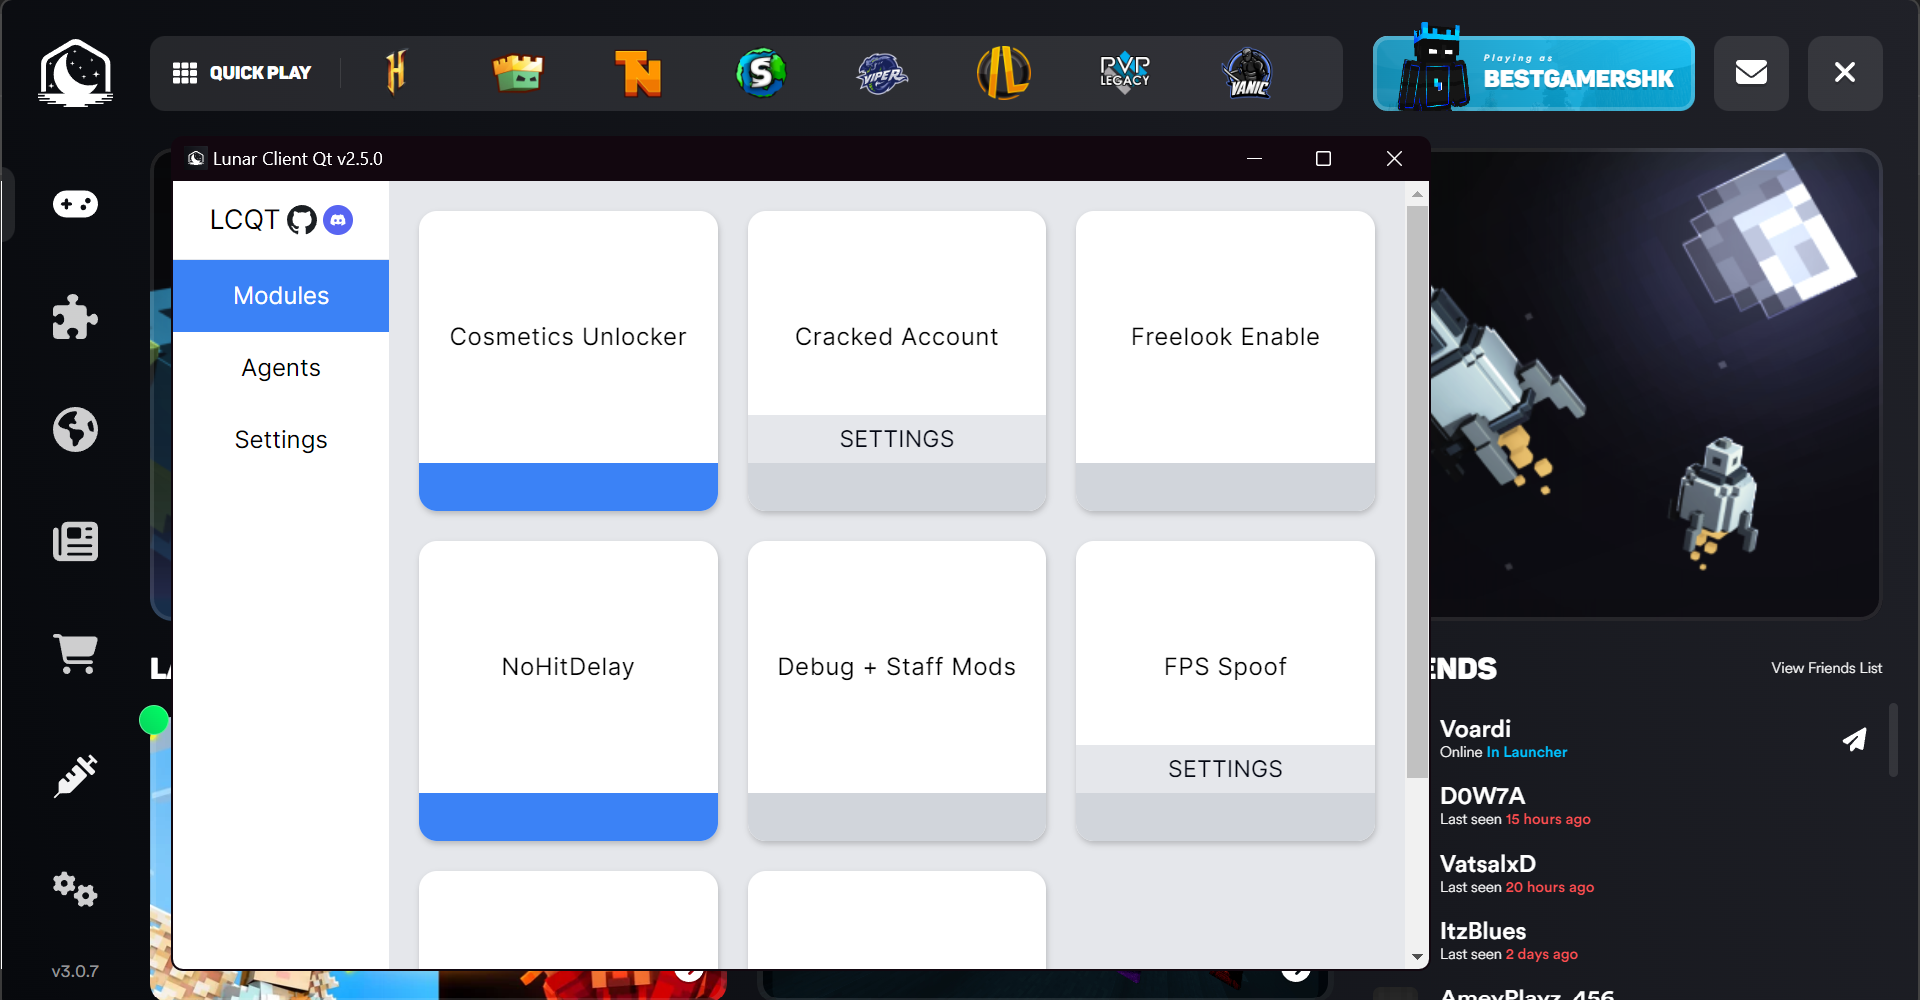 QUICK PLAY
VIPER
PVP
LEGACY
VANIC
Playing as
BESTGAMERSHK
Lunar Client Qt v2.5.0
LCQT
Modules
Agents
Settings
Cosmetics Unlocker
Cracked Account
SETTINGS
Freelook Enable
NoHitDelay
Debug + Staff Mods
FPS Spoof
SETTINGS
ENDS
View Friends List
Voardi
Online In Launcher
D0W7A
Last seen 15 hours ago
VatsalxD
Last seen 20 hours ago
ItzBlues
Last seen 2 days ago
AmeyPlayz_456
v3.0.7